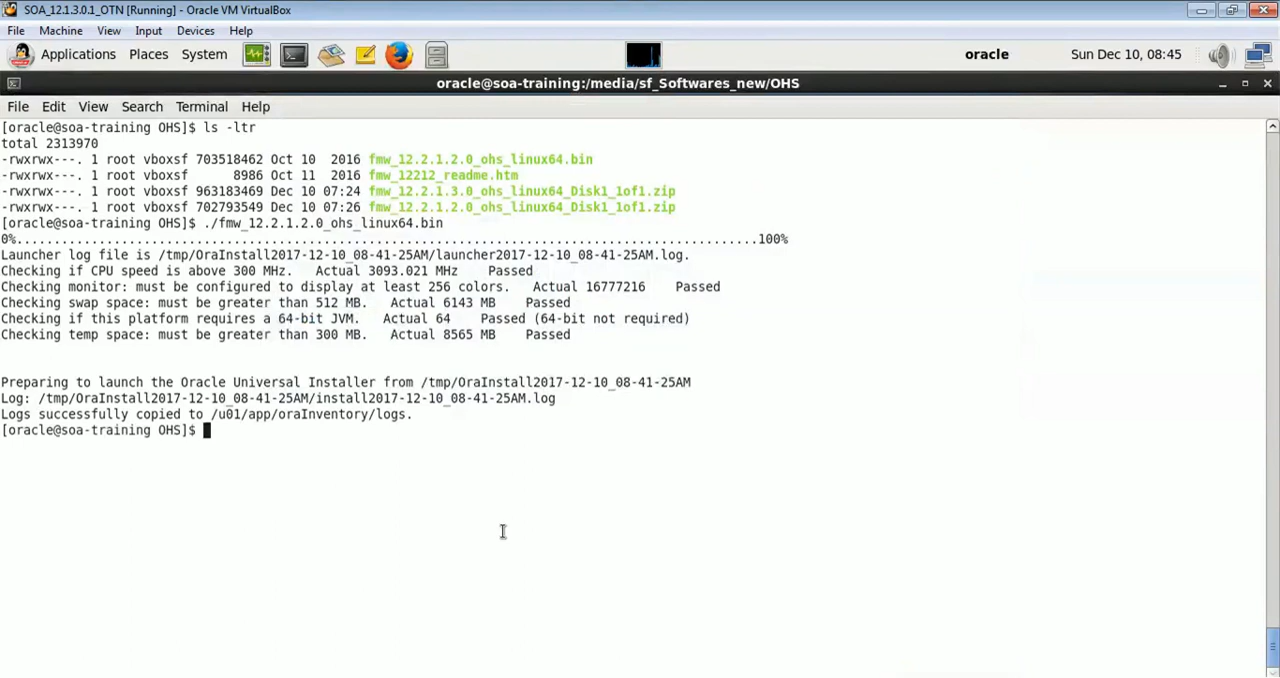 SOA_12.1.3.0.1_OTN [Running] - Oracle VM VirtualBox
File Machine View Input Devices Help
Applications Places System oracle Sun Dec 10, 08:45
oracle@soa-training:/media/sf_Softwares_new/OHS
File Edit View Search Terminal Help
[oracle@soa-training OHS]$ ls -ltr
total 2313970
-rwxrwx---. 1 root vboxsf 703518462 Oct 10  2016 fmw_12.2.1.2.0_ohs_linux64.bin
-rwxrwx---. 1 root vboxsf      8986 Oct 11  2016 fmw_12212_readme.htm
-rwxrwx---. 1 root vboxsf 963183469 Dec 10 07:24 fmw_12.2.1.3.0_ohs_linux64_Disk1_1of1.zip
-rwxrwx---. 1 root vboxsf 702793549 Dec 10 07:26 fmw_12.2.1.2.0_ohs_linux64_Disk1_1of1.zip
[oracle@soa-training OHS]$ ./fmw_12.2.1.2.0_ohs_linux64.bin
0%....................................................................................................100%
Launcher log file is /tmp/OraInstall2017-12-10_08-41-25AM/launcher2017-12-10_08-41-25AM.log.
Checking if CPU speed is above 300 MHz.   Actual 3093.021 MHz    Passed
Checking monitor: must be configured to display at least 256 colors.   Actual 16777216    Passed
Checking swap space: must be greater than 512 MB.   Actual 6143 MB    Passed
Checking if this platform requires a 64-bit JVM.   Actual 64    Passed (64-bit not required)
Checking temp space: must be greater than 300 MB.   Actual 8565 MB    Passed
Preparing to launch the Oracle Universal Installer from /tmp/OraInstall2017-12-10_08-41-25AM
Log: /tmp/OraInstall2017-12-10_08-41-25AM/install2017-12-10_08-41-25AM.log
Logs successfully copied to /u01/app/oraInventory/logs.
[oracle@soa-training OHS]$